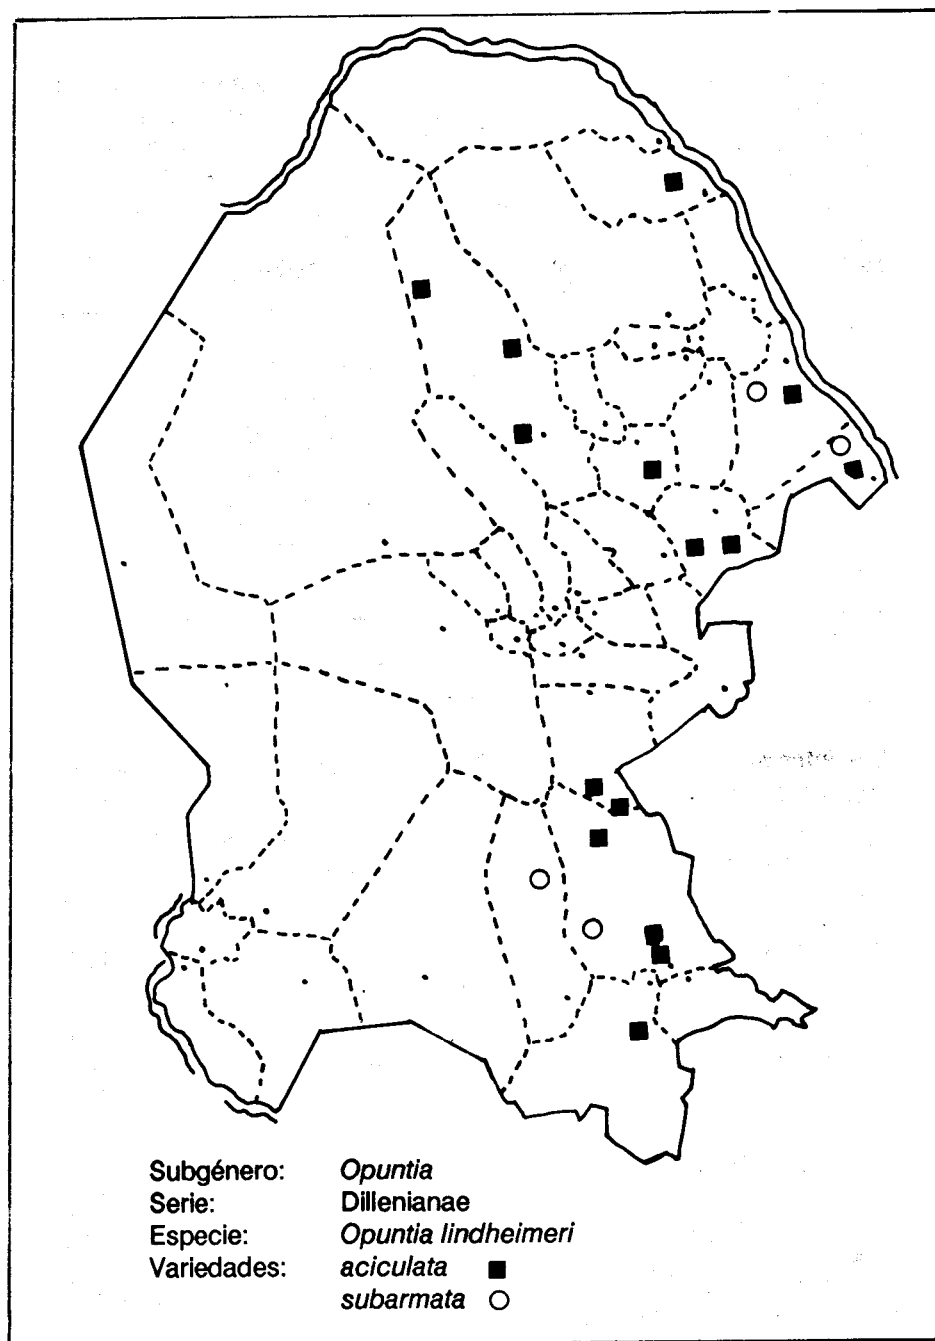 Subgénero: Opuntia
Serie: Dillenianae
Especie: Opuntia lindheimeri
Variedades: aciculata ■
subarmata ○